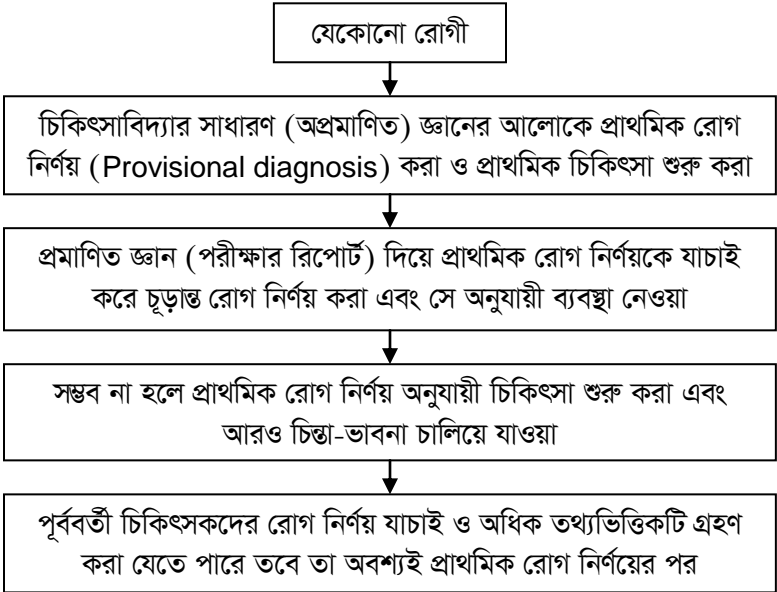 যেকোনো রোগী
চিকিৎসাবিদ্যার সাধারণ (অপ্রমাণিত) জ্ঞানের আলোকে প্রাথমিক রোগ
নির্ণয় (Provisional diagnosis) করা ও প্রাথমিক চিকিৎসা শুরু করা
প্রমাণিত জ্ঞান (পরীক্ষার রিপোর্ট) দিয়ে প্রাথমিক রোগ নির্ণয়কে যাচাই
করে চূড়ান্ত রোগ নির্ণয় করা এবং সে অনুযায়ী ব্যবস্থা নেওয়া
সম্ভব না হলে প্রাথমিক রোগ নির্ণয় অনুযায়ী চিকিৎসা শুরু করা এবং
আরও চিন্তা-ভাবনা চালিয়ে যাওয়া
পূর্ববর্তী চিকিৎসকদের রোগ নির্ণয় যাচাই ও অধিক তথ্যভিত্তিকটি গ্রহণ
করা যেতে পারে তবে তা অবশ্যই প্রাথমিক রোগ নির্ণয়ের পর